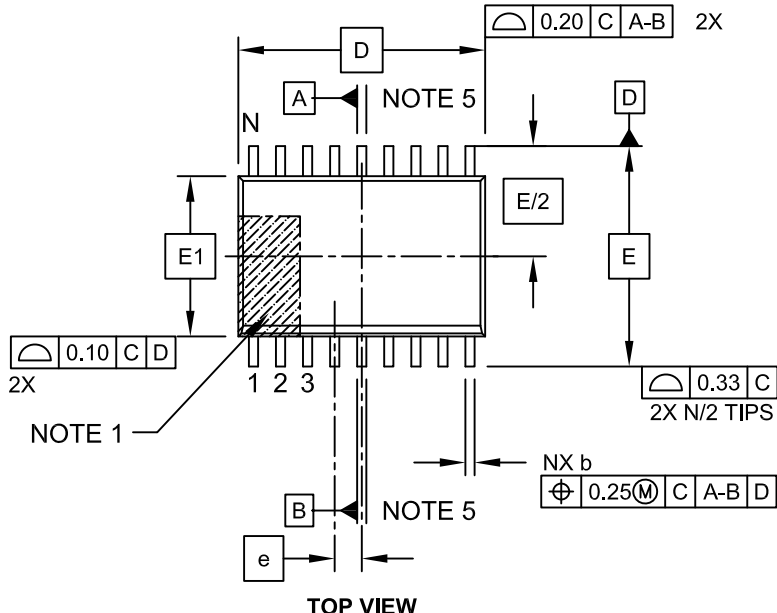 ⌓ 0.20 C A-B 2X
D
A NOTE 5
D
N
E/2
E1
E
⌓ 0.10 C D
2X
1 2 3
⌓ 0.33 C
2X N/2 TIPS
NOTE 1
NX b
⌖ 0.25Ⓜ C A-B D
B NOTE 5
e
TOP VIEW